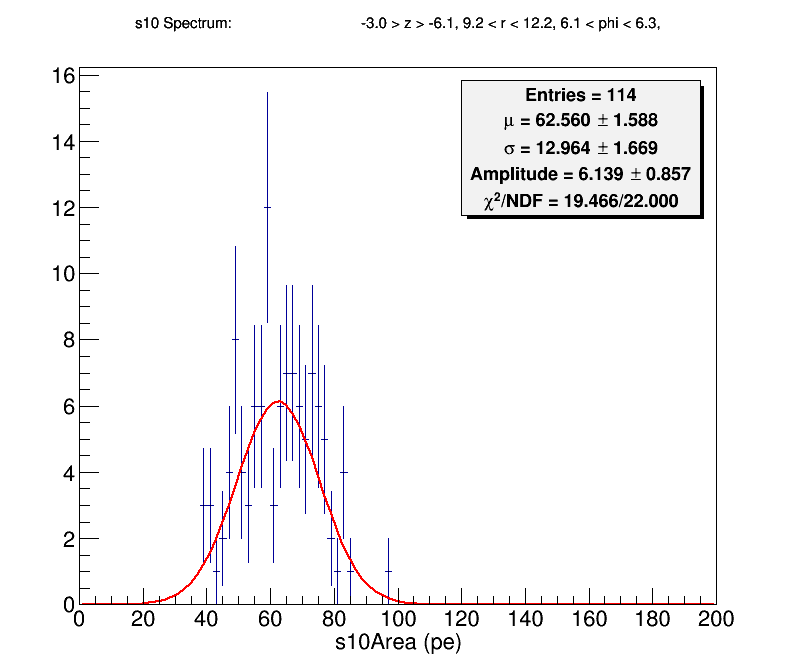 s10 Spectrum: -3.0 > z > -6.1, 9.2 < r < 12.2, 6.1 < phi < 6.3,
Entries = 114
μ = 62.560 ± 1.588
σ = 12.964 ± 1.669
Amplitude = 6.139 ± 0.857
χ²/NDF = 19.466/22.000
16
14
12
10
8
6
4
2
0
0 20 40 60 80 100 120 140 160 180 200
s10Area (pe)